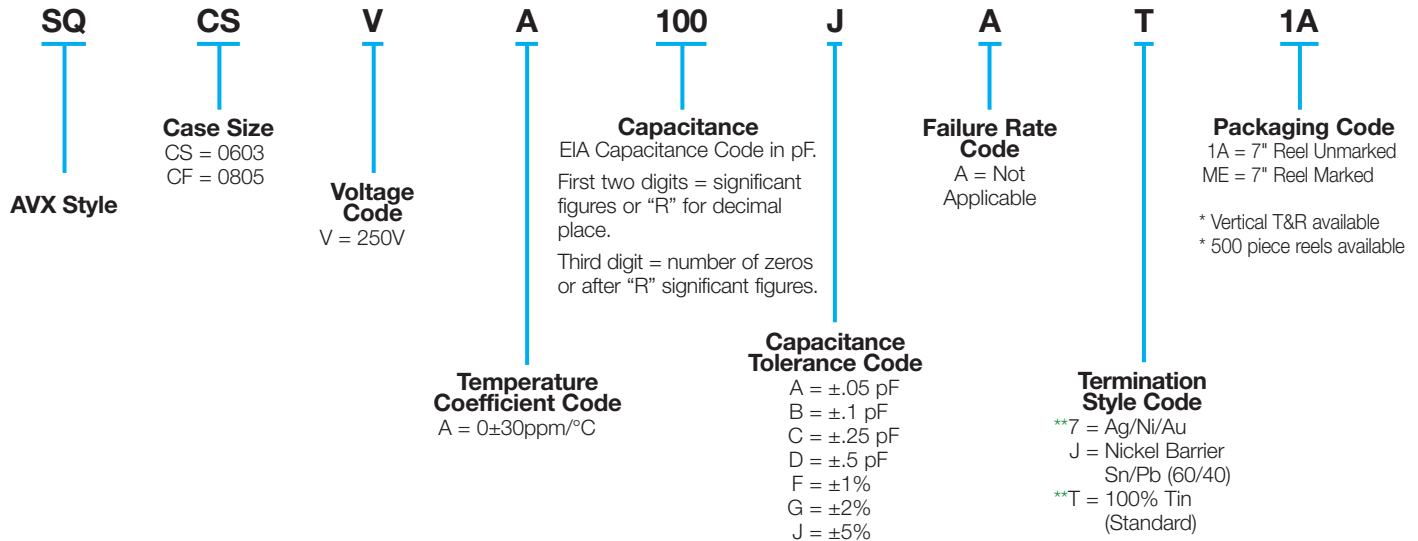 SQ CS V A 100 J A T 1A
AVX Style
Case Size
CS = 0603
CF = 0805
Voltage
Code
V = 250V
Temperature
Coefficient Code
A = 0±30ppm/°C
Capacitance
EIA Capacitance Code in pF.
First two digits = significant
figures or “R” for decimal
place.
Third digit = number of zeros
or after “R” significant figures.
Capacitance
Tolerance Code
A = ±.05 pF
B = ±.1 pF
C = ±.25 pF
D = ±.5 pF
F = ±1%
G = ±2%
J = ±5%
Failure Rate
Code
A = Not
Applicable
Termination
Style Code
**7 = Ag/Ni/Au
J = Nickel Barrier
Sn/Pb (60/40)
**T = 100% Tin
(Standard)
Packaging Code
1A = 7" Reel Unmarked
ME = 7" Reel Marked
* Vertical T&R available
* 500 piece reels available